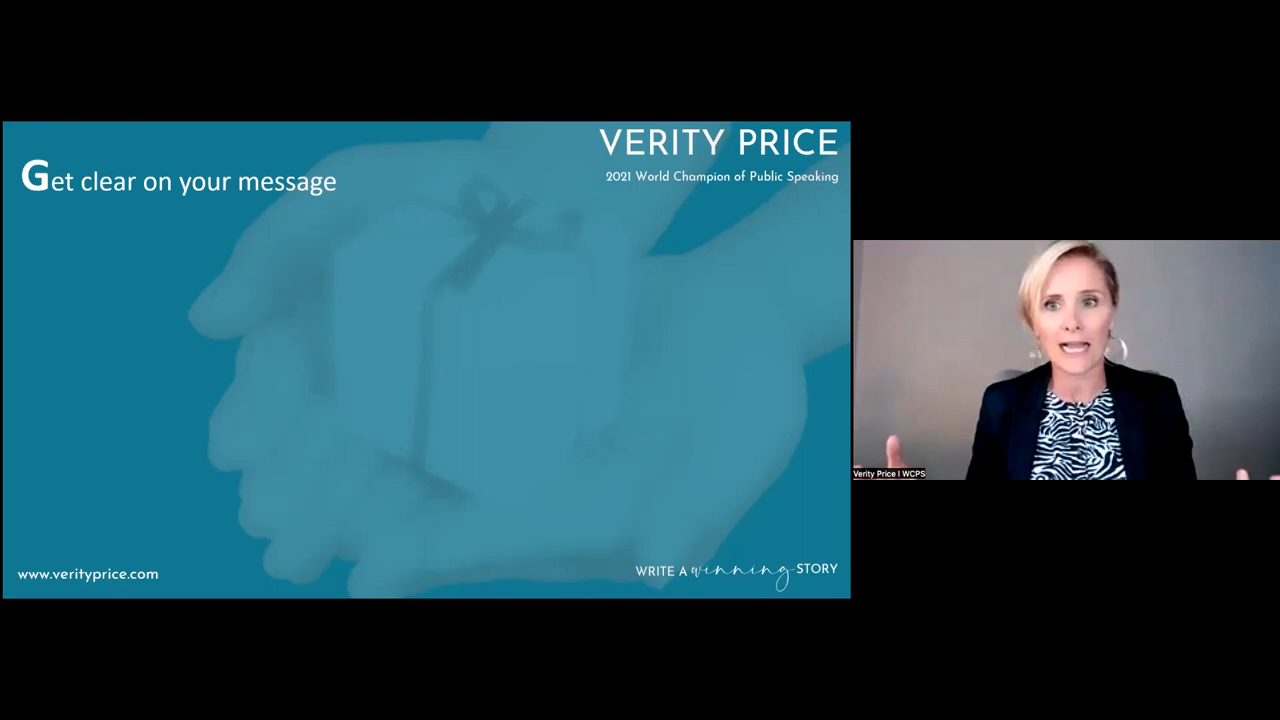 VERITY PRICE
2021 World Champion of Public Speaking
Get clear on your message
Verity Price I WCPS
www.verityprice.com
WRITE A winning STORY